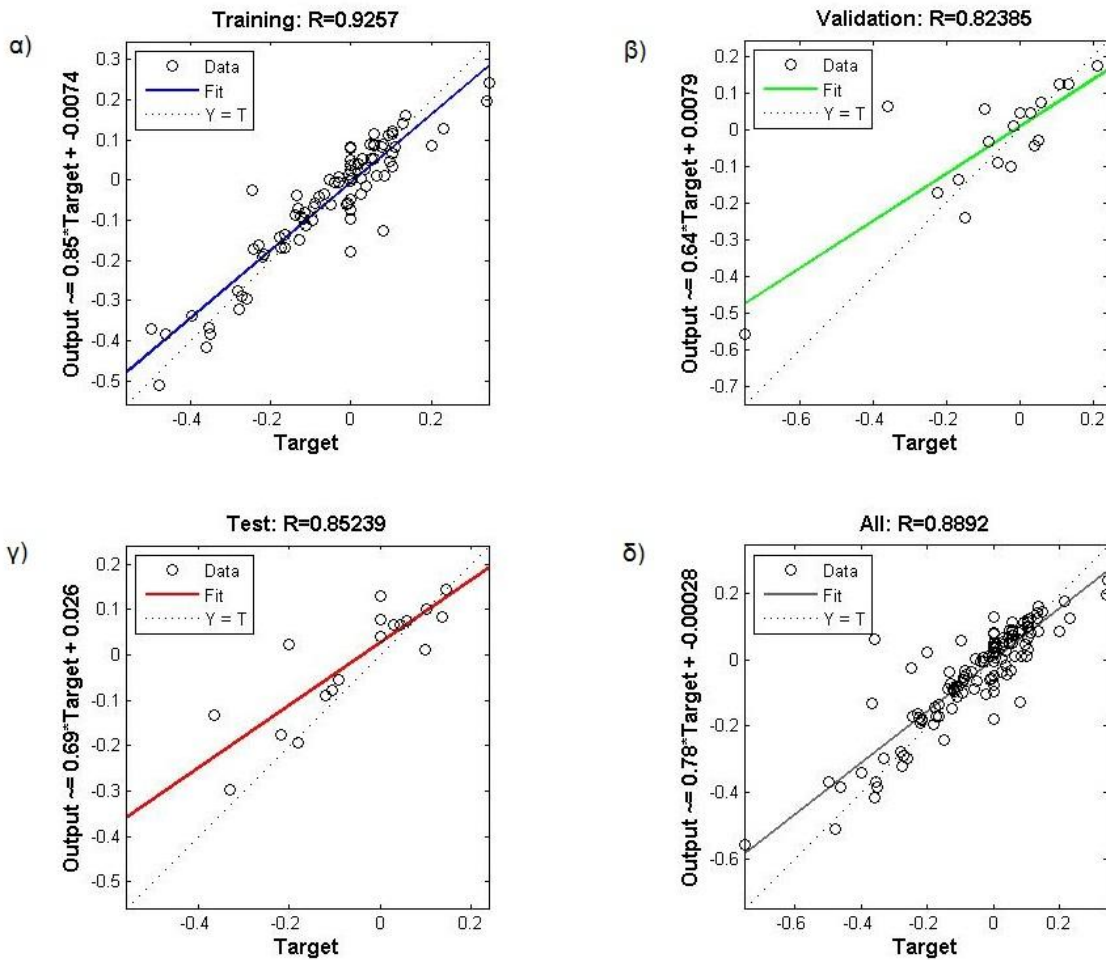 α)
Training: R=0.9257
Output ~= 0.85*Target + -0.0074
0.3
0.2
0.1
0
-0.1
-0.2
-0.3
-0.4
-0.5
Data
Fit
Y = T
-0.4 -0.2 0 0.2
Target
β)
Validation: R=0.82385
Output ~= 0.64*Target + 0.0079
0.2
0.1
0
-0.1
-0.2
-0.3
-0.4
-0.5
-0.6
-0.7
Data
Fit
Y = T
-0.6 -0.4 -0.2 0 0.2
Target
γ)
Test: R=0.85239
Output ~= 0.69*Target + 0.026
0.2
0.1
0
-0.1
-0.2
-0.3
-0.4
-0.5
Data
Fit
Y = T
-0.4 -0.2 0 0.2
Target
δ)
All: R=0.8892
Output ~= 0.78*Target + -0.00028
0.2
0
-0.2
-0.4
-0.6
Data
Fit
Y = T
-0.6 -0.4 -0.2 0 0.2
Target